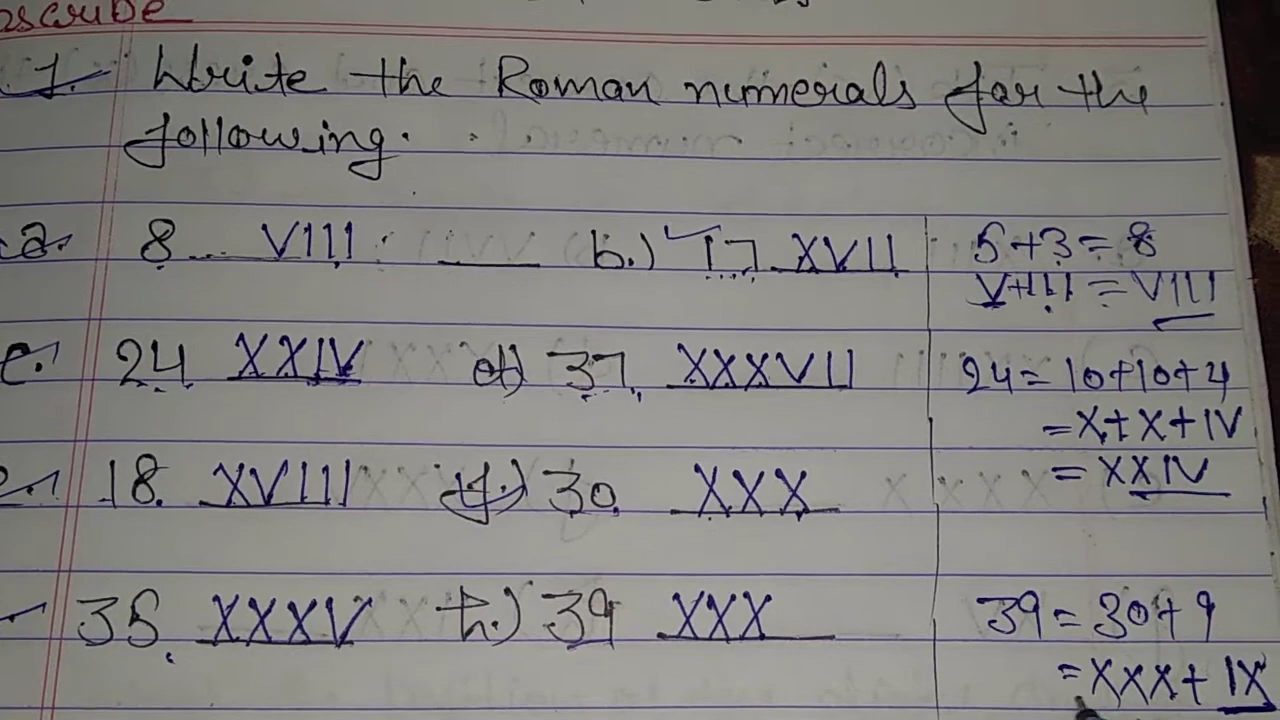 1. Write the Roman numerals for the
following.
a. 8 VIII b.) 17 XVII 5+3=8
V+III=VIII
c. 24 XXIV d) 37 XXXVII 24=10+10+4
=X+X+IV
=XXIV
e. 18 XVIII f.) 30 XXX
35 XXXV h.) 39 XXX 39=30+9
=XXX+IX